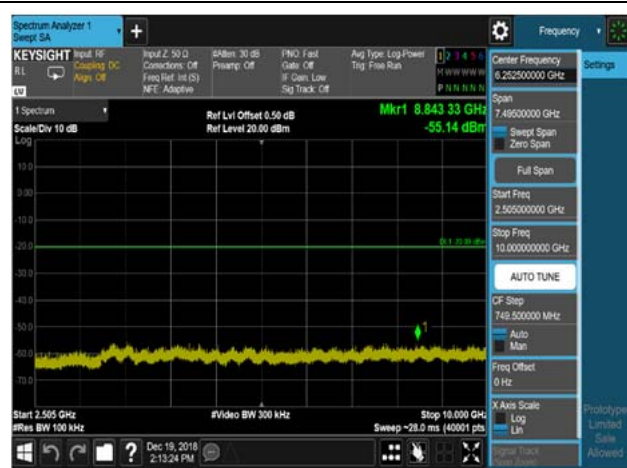 Spectrum Analyzer 1
Swept SA
+
Frequency
KEYSIGHT
RL
LW
Input: RF
Coupling: DC
Align: Off
Input Z: 50 Ω
Corrections: Off
Freq Ref: Int (S)
NFE: Adaptive
#Atten: 30 dB
Preamp: Off
PNO: Fast
Gate: Off
IF Gain: Low
Sig Track: Off
Avg Type: Log-Power
Trig: Free Run
1 2 3 4 5 6
M W W W W W
P N N N N N
1 Spectrum
Scale/Div 10 dB
Log
Ref Lvl Offset 0.50 dB
Ref Level 20.00 dBm
Mkr1 8.843 33 GHz
-55.14 dBm
10.0
0.00
-10.0
-20.0
-30.0
-40.0
-50.0
-60.0
-70.0
1
Start 2.505 GHz
#Res BW 100 kHz
#Video BW 300 kHz
Stop 10.000 GHz
Sweep ~28.0 ms (40001 pts
Center Frequency
6.252500000 GHz
Settings
Span
7.49500000 GHz
Swept Span
Zero Span
Full Span
Start Freq
2.505000000 GHz
Stop Freq
10.000000000 GHz
AUTO TUNE
CF Step
749.500000 MHz
Auto
Man
Freq Offset
0 Hz
X Axis Scale
Log
Lin
Signal Track
Prototype
Limited
Sale
Allowed
?
Dec 19, 2018
2:13:24 PM